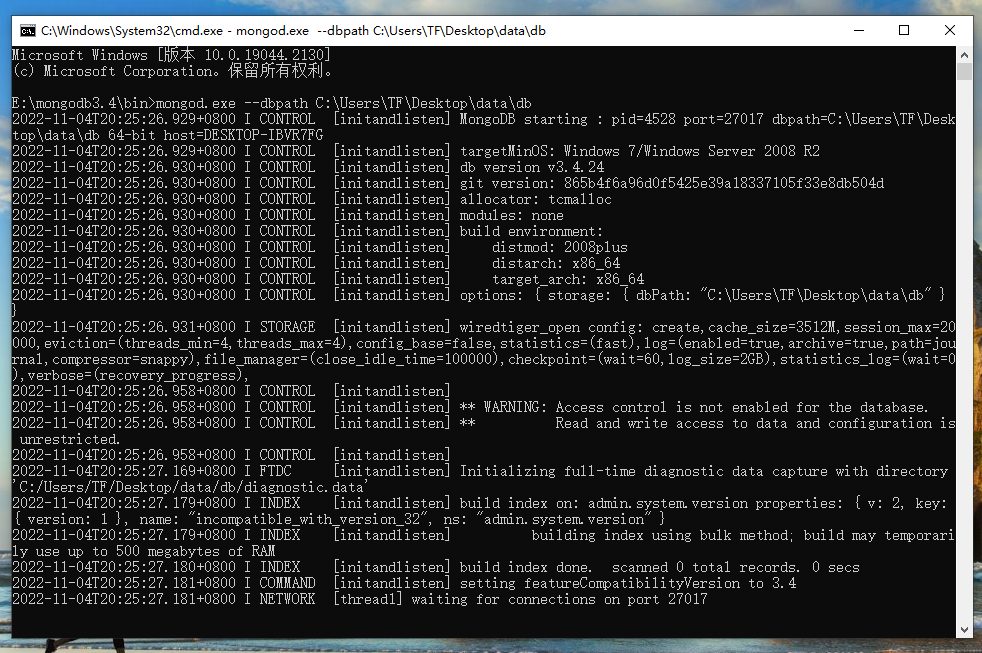 C:\Windows\System32\cmd.exe - mongod.exe  --dbpath C:\Users\TF\Desktop\data\db
Microsoft Windows [版本 10.0.19044.2130]
(c) Microsoft Corporation。保留所有权利。
E:\mongodb3.4\bin>mongod.exe --dbpath C:\Users\TF\Desktop\data\db
2022-11-04T20:25:26.929+0800 I CONTROL  [initandlisten] MongoDB starting : pid=4528 port=27017 dbpath=C:\Users\TF\Desk
top\data\db 64-bit host=DESKTOP-IBVR7FG
2022-11-04T20:25:26.929+0800 I CONTROL  [initandlisten] targetMinOS: Windows 7/Windows Server 2008 R2
2022-11-04T20:25:26.930+0800 I CONTROL  [initandlisten] db version v3.4.24
2022-11-04T20:25:26.930+0800 I CONTROL  [initandlisten] git version: 865b4f6a96d0f5425e39a18337105f33e8db504d
2022-11-04T20:25:26.930+0800 I CONTROL  [initandlisten] allocator: tcmalloc
2022-11-04T20:25:26.930+0800 I CONTROL  [initandlisten] modules: none
2022-11-04T20:25:26.930+0800 I CONTROL  [initandlisten] build environment:
2022-11-04T20:25:26.930+0800 I CONTROL  [initandlisten]     distmod: 2008plus
2022-11-04T20:25:26.930+0800 I CONTROL  [initandlisten]     distarch: x86_64
2022-11-04T20:25:26.930+0800 I CONTROL  [initandlisten]     target_arch: x86_64
2022-11-04T20:25:26.930+0800 I CONTROL  [initandlisten] options: { storage: { dbPath: "C:\Users\TF\Desktop\data\db" }
}
2022-11-04T20:25:26.931+0800 I STORAGE  [initandlisten] wiredtiger_open config: create,cache_size=3512M,session_max=20
000,eviction=(threads_min=4,threads_max=4),config_base=false,statistics=(fast),log=(enabled=true,archive=true,path=jou
rnal,compressor=snappy),file_manager=(close_idle_time=100000),checkpoint=(wait=60,log_size=2GB),statistics_log=(wait=0
),verbose=(recovery_progress),
2022-11-04T20:25:26.958+0800 I CONTROL  [initandlisten]
2022-11-04T20:25:26.958+0800 I CONTROL  [initandlisten] ** WARNING: Access control is not enabled for the database.
2022-11-04T20:25:26.958+0800 I CONTROL  [initandlisten] **          Read and write access to data and configuration is
 unrestricted.
2022-11-04T20:25:26.958+0800 I CONTROL  [initandlisten]
2022-11-04T20:25:27.169+0800 I FTDC     [initandlisten] Initializing full-time diagnostic data capture with directory
'C:/Users/TF/Desktop/data/db/diagnostic.data'
2022-11-04T20:25:27.179+0800 I INDEX    [initandlisten] build index on: admin.system.version properties: { v: 2, key:
{ version: 1 }, name: "incompatible_with_version_32", ns: "admin.system.version" }
2022-11-04T20:25:27.179+0800 I INDEX    [initandlisten]          building index using bulk method; build may temporari
ly use up to 500 megabytes of RAM
2022-11-04T20:25:27.180+0800 I INDEX    [initandlisten] build index done.  scanned 0 total records. 0 secs
2022-11-04T20:25:27.181+0800 I COMMAND  [initandlisten] setting featureCompatibilityVersion to 3.4
2022-11-04T20:25:27.181+0800 I NETWORK  [thread1] waiting for connections on port 27017